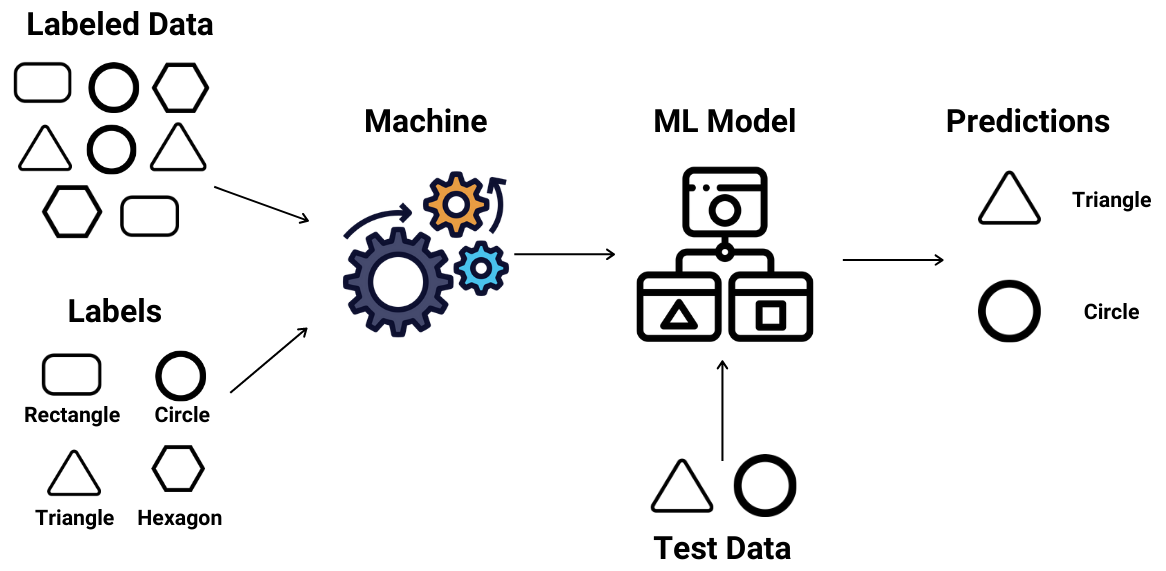 Labeled Data
Machine
ML Model
Predictions
Triangle
Circle
Labels
Rectangle
Circle
Triangle
Hexagon
Test Data